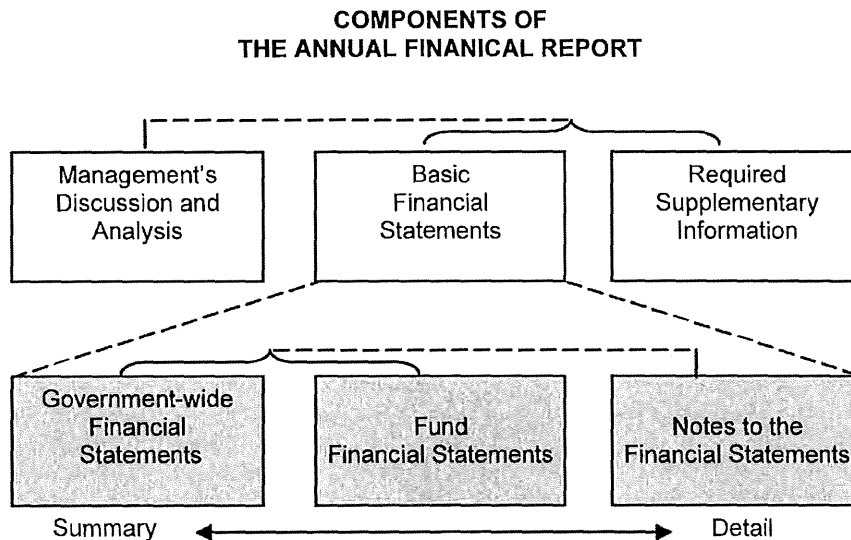 COMPONENTS OF
THE ANNUAL FINANICAL REPORT
Management's
Discussion and
Analysis
Basic
Financial
Statements
Required
Supplementary
Information
Government-wide
Financial
Statements
Fund
Financial Statements
Notes to the
Financial Statements
Summary
Detail